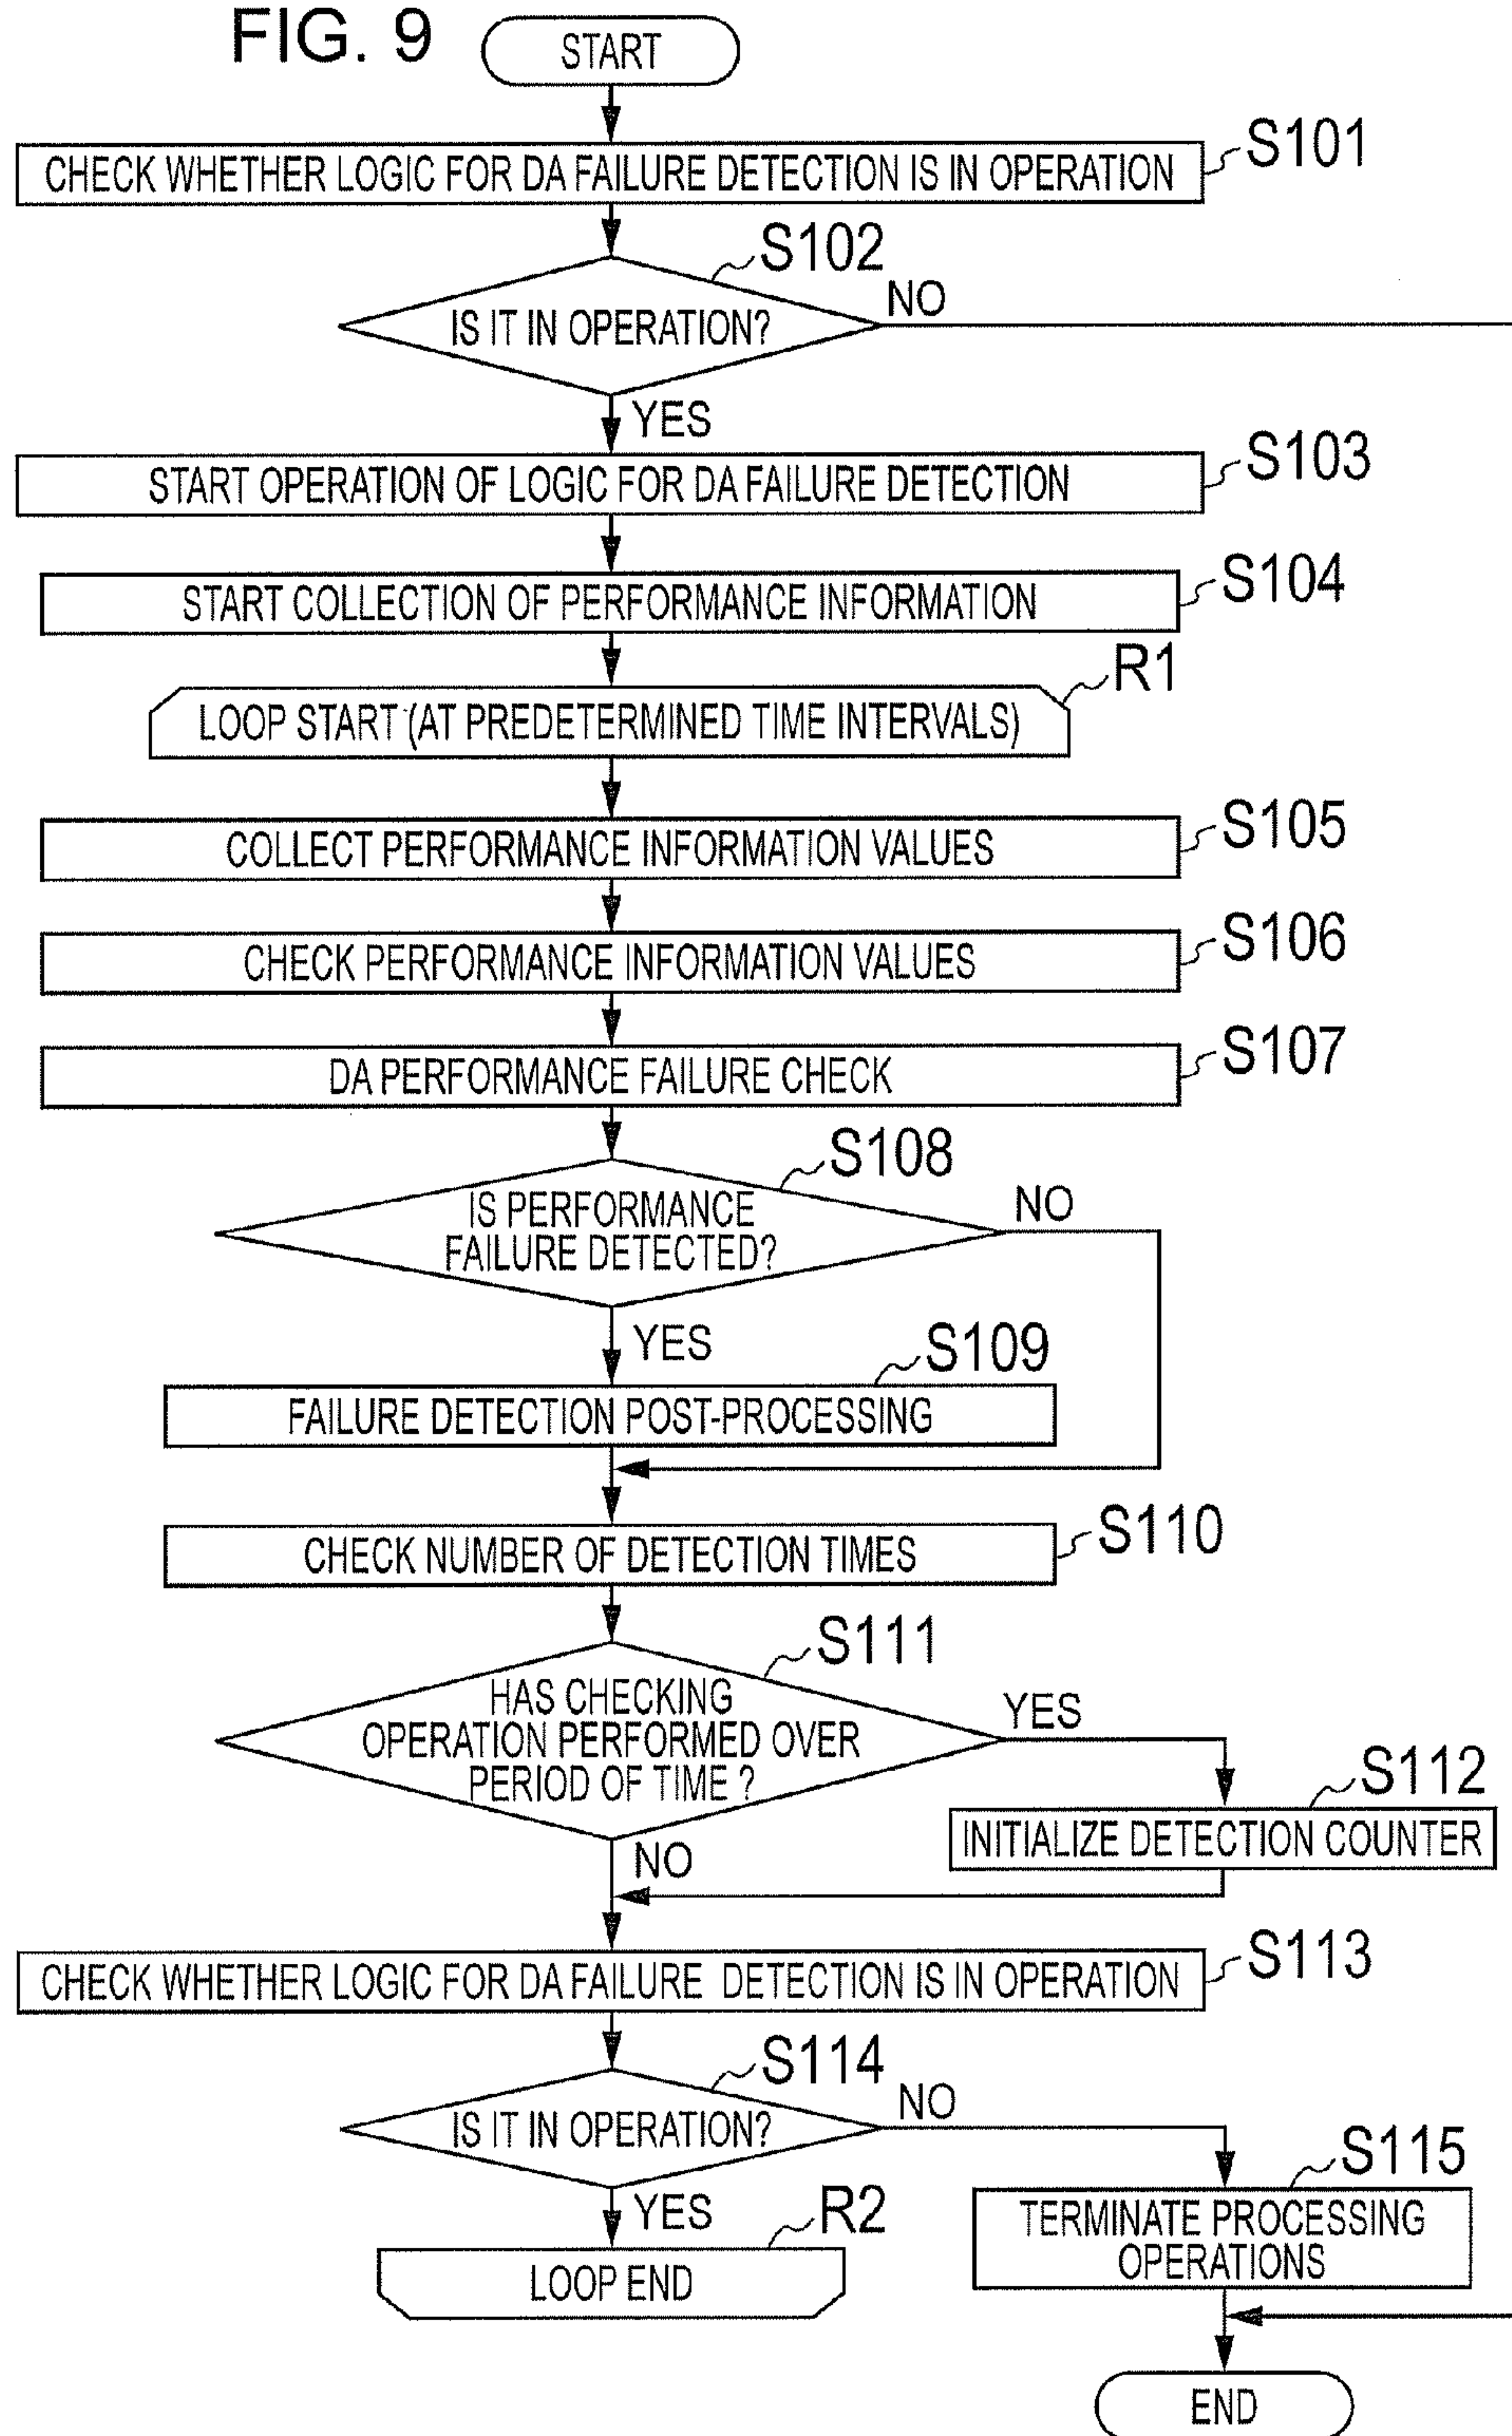 FIG. 9
START
CHECK WHETHER LOGIC FOR DA FAILURE DETECTION IS IN OPERATION
S101
S102
IS IT IN OPERATION?
NO
YES
START OPERATION OF LOGIC FOR DA FAILURE DETECTION
S103
START COLLECTION OF PERFORMANCE INFORMATION
S104
R1
LOOP START (AT PREDETERMINED TIME INTERVALS)
COLLECT PERFORMANCE INFORMATION VALUES
S105
CHECK PERFORMANCE INFORMATION VALUES
S106
DA PERFORMANCE FAILURE CHECK
S107
S108
IS PERFORMANCE
FAILURE DETECTED?
NO
YES
S109
FAILURE DETECTION POST-PROCESSING
CHECK NUMBER OF DETECTION TIMES
S110
S111
HAS CHECKING
OPERATION PERFORMED OVER
PERIOD OF TIME ?
YES
S112
INITIALIZE DETECTION COUNTER
NO
CHECK WHETHER LOGIC FOR DA FAILURE DETECTION IS IN OPERATION
S113
S114
IS IT IN OPERATION?
NO
YES
S115
TERMINATE PROCESSING
OPERATIONS
R2
LOOP END
END